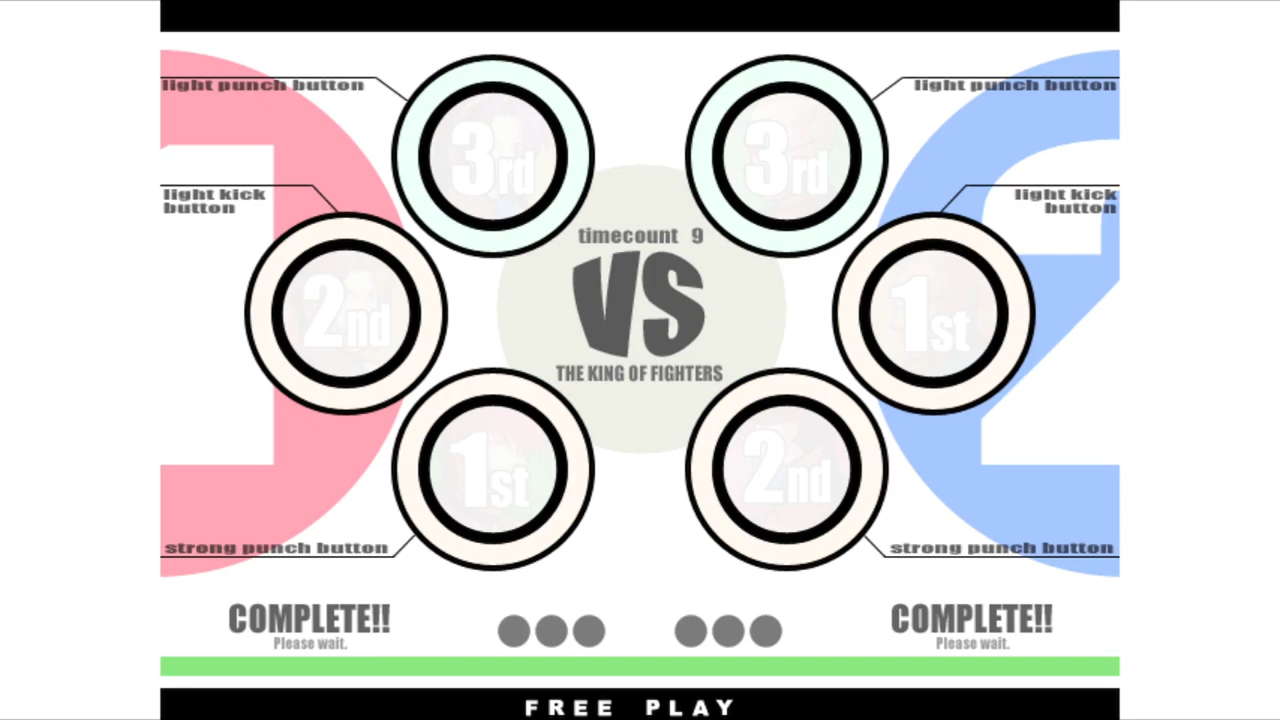 light punch button
light punch button
3rd
3rd
light kick
button
light kick
button
timecount 9
VS
2nd
1st
THE KING OF FIGHTERS
1st
2nd
strong punch button
strong punch button
COMPLETE!!
Please wait.
COMPLETE!!
Please wait.
FREE PLAY
1
2